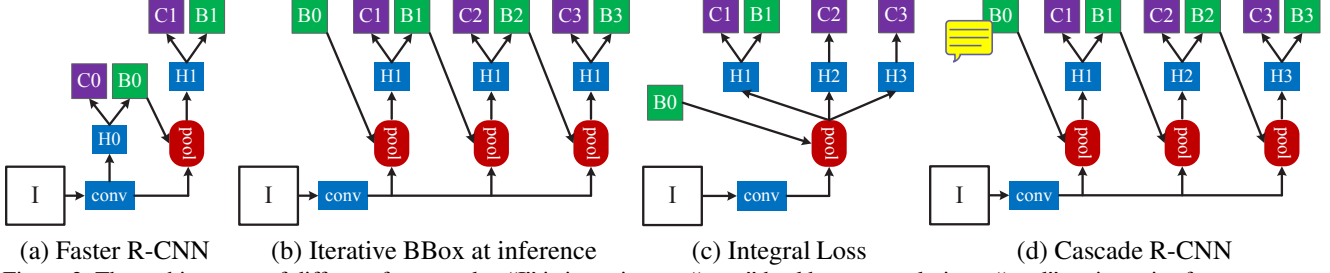 C1 B1 B0 C1 B1 C2 B2 C3 B3 C1 B1 C2 C3 B0 C1 B1 C2 B2 C3 B3
C0 B0 H1 H1 H1 H1 H1 H2 H3 H1 H2 H3
B0
H0 pool pool pool pool pool pool pool pool
I conv I conv I conv I conv
(a) Faster R-CNN (b) Iterative BBox at inference (c) Integral Loss (d) Cascade R-CNN